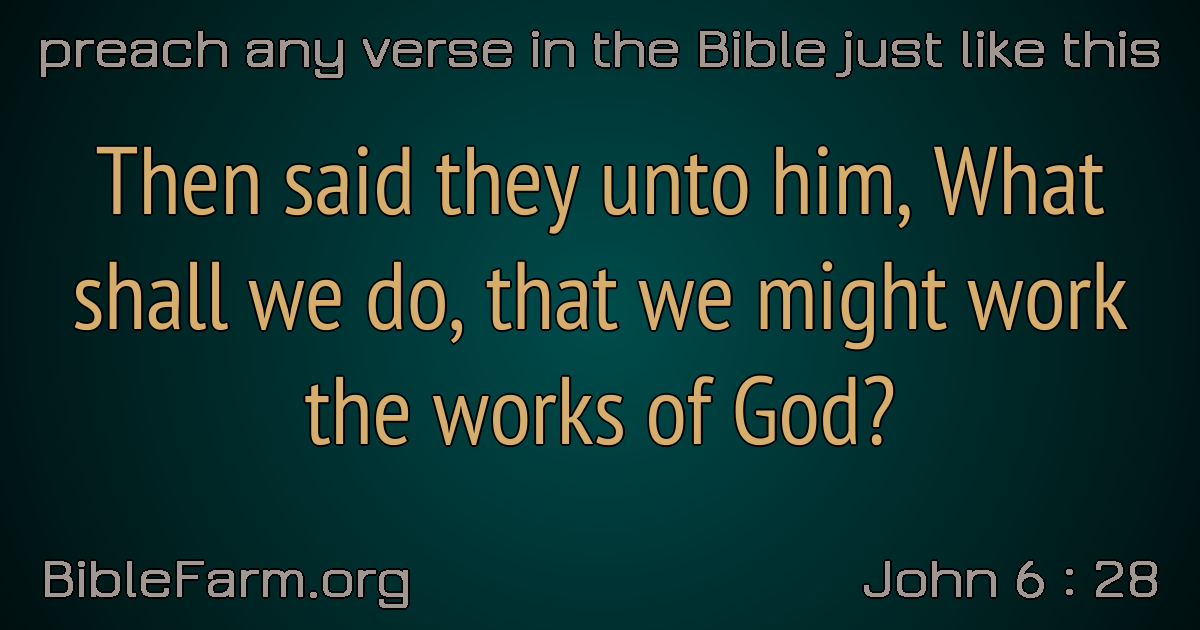 preach any verse in the Bible just like this
Then said they unto him, What
shall we do, that we might work
the works of God?
BibleFarm.org
John 6 : 28